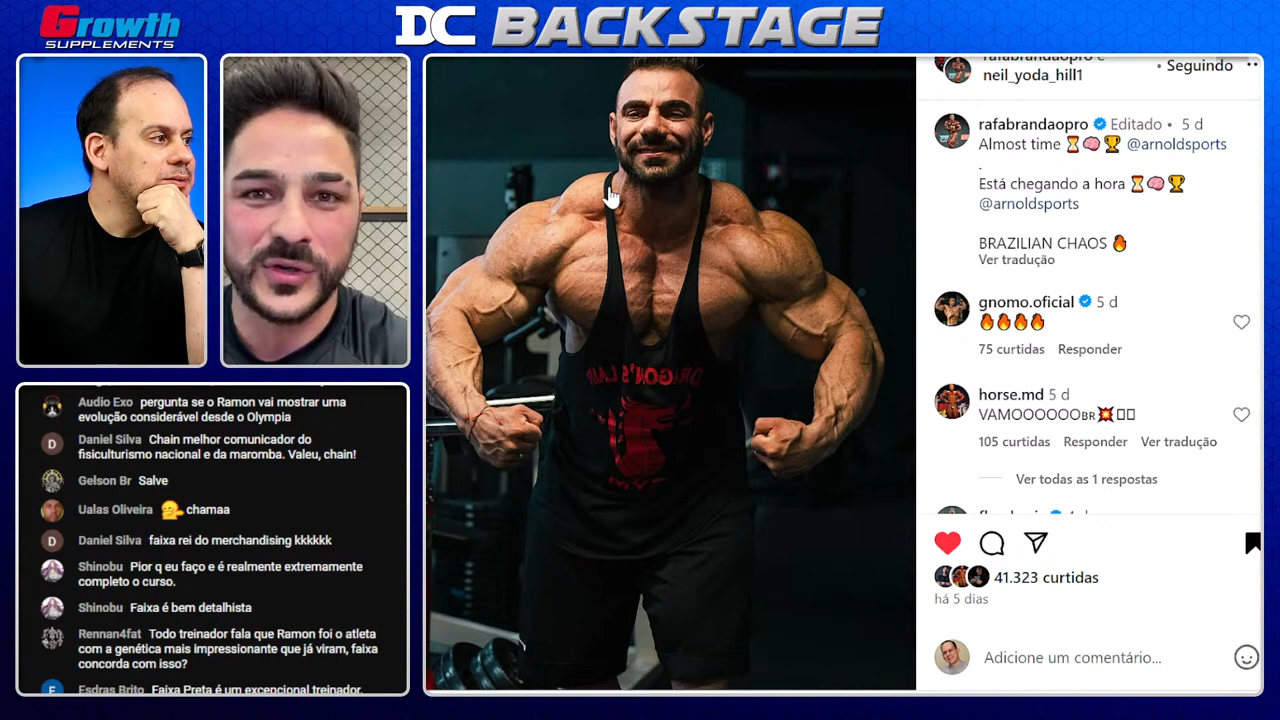 Growth
SUPPLEMENTS
DC BACKSTAGE
Audio Exo pergunta se o Ramon vai mostrar uma
evolução considerável desde o Olympia
D
Daniel Silva Chain melhor comunicador do
fisiculturismo nacional e da maromba. Valeu, chain!
Gelson Br Salve
Ualas Oliveira 🫡 chamaa
D
Daniel Silva faixa rei do merchandising kkkkkk
Shinobu Pior q eu faço e é realmente extremamente
completo o curso.
Shinobu Faixa é bem detalhista
Rennan4fat Todo treinador fala que Ramon foi o atleta
com a genética mais impressionante que já viram, faixa
concorda com isso?
E
Esdras Brito Faixa Preta é um excepcional treinador.
rafabrandaopro e
neil_yoda_hill1
• Seguindo
rafabrandaopro Editado • 5 d
Almost time ⏳🧠🏆 @arnoldsports
.
Está chegando a hora ⏳🧠🏆
@arnoldsports
BRAZILIAN CHAOS 🔥
Ver tradução
gnomo.oficial 5 d
🔥🔥🔥🔥
75 curtidas Responder
horse.md 5 d
VAMOOOOOOBR💥▯▯
105 curtidas Responder Ver tradução
Ver todas as 1 respostas
41.323 curtidas
há 5 dias
Adicione um comentário...